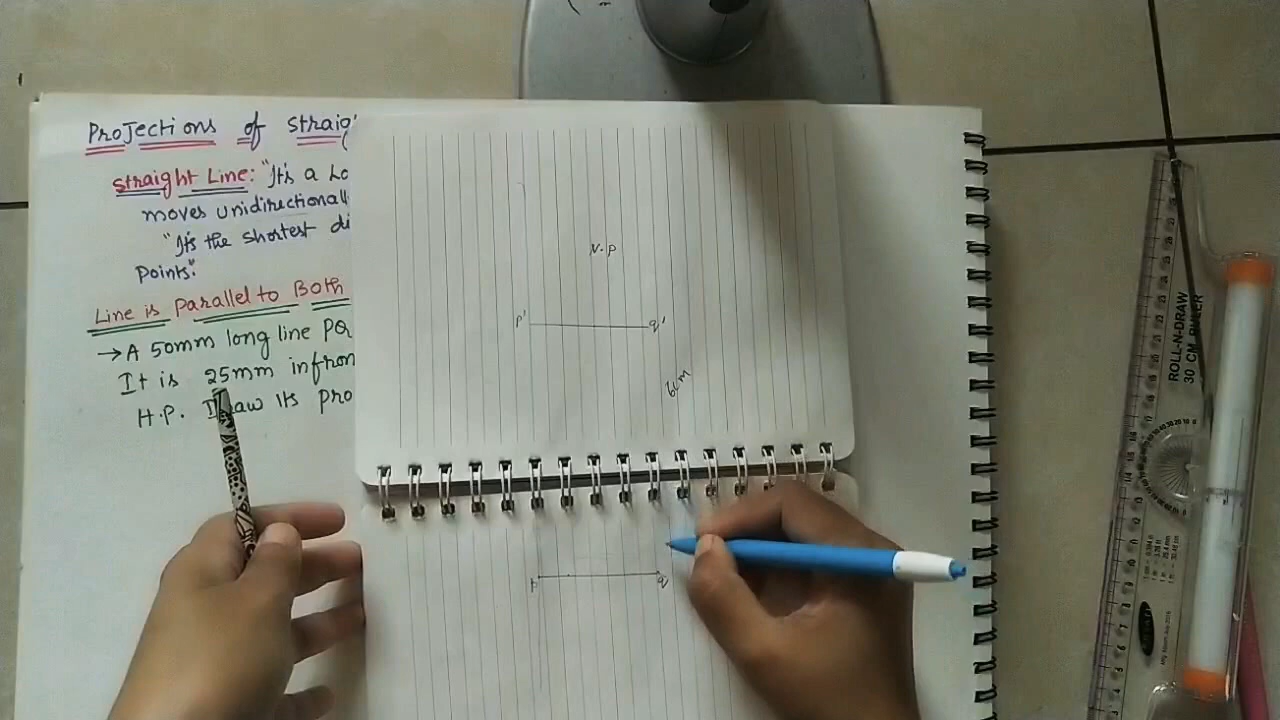 Projections of straig
straight Line: "It's a Lo
moves unidirectionall
"It's the shortest di
points".
Line is parallel to Both
→ A 50mm long line PQ
It is 25mm infron
H.P. Draw its pro
V.P
p' q'
6cm
p q
ROLL-N-DRAW
30 CM RULER